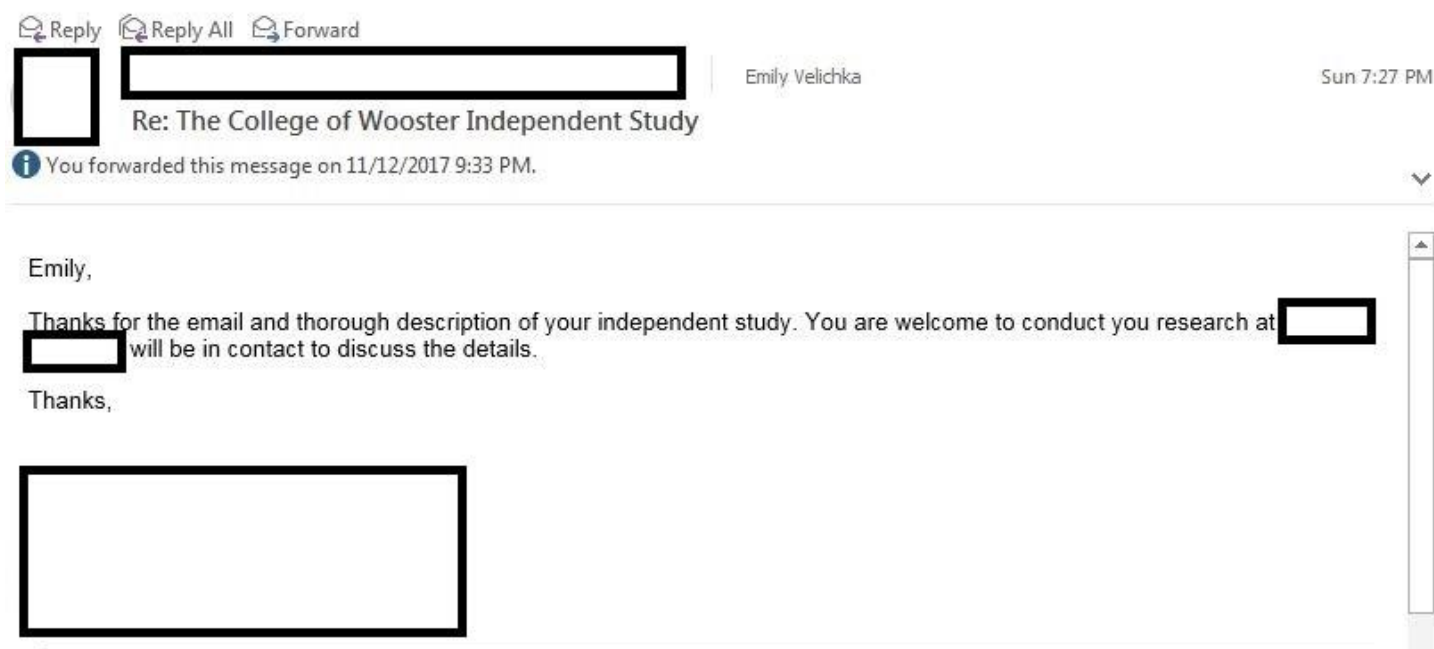 Reply Reply All Forward
Emily Velichka Sun 7:27 PM
Re: The College of Wooster Independent Study
You forwarded this message on 11/12/2017 9:33 PM.
Emily,
Thanks for the email and thorough description of your independent study. You are welcome to conduct you research at
will be in contact to discuss the details.
Thanks,